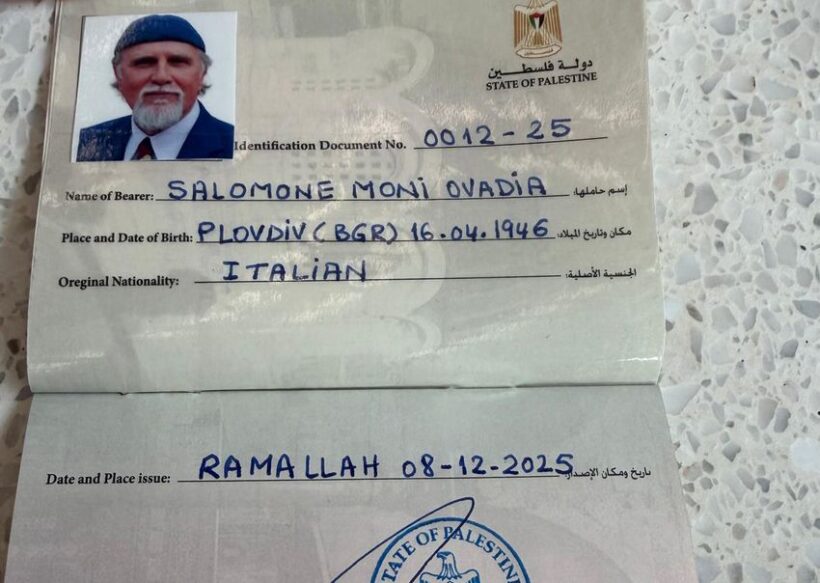 دولة فلسطين
STATE OF PALESTINE
Identification Document No. 0012-25
Name of Bearer: SALOMONE MONI OVADIA إسم حاملها:
Place and Date of Birth: PLOVDIV (BGR) 16.04.1946 مكان وتاريخ الميلاد:
Oreginal Nationality: ITALIAN الجنسية الأصلية:
Date and Place issue: RAMALLAH 08-12-2025 تاريخ ومكان الإصدار:
STATE OF PALESTINE